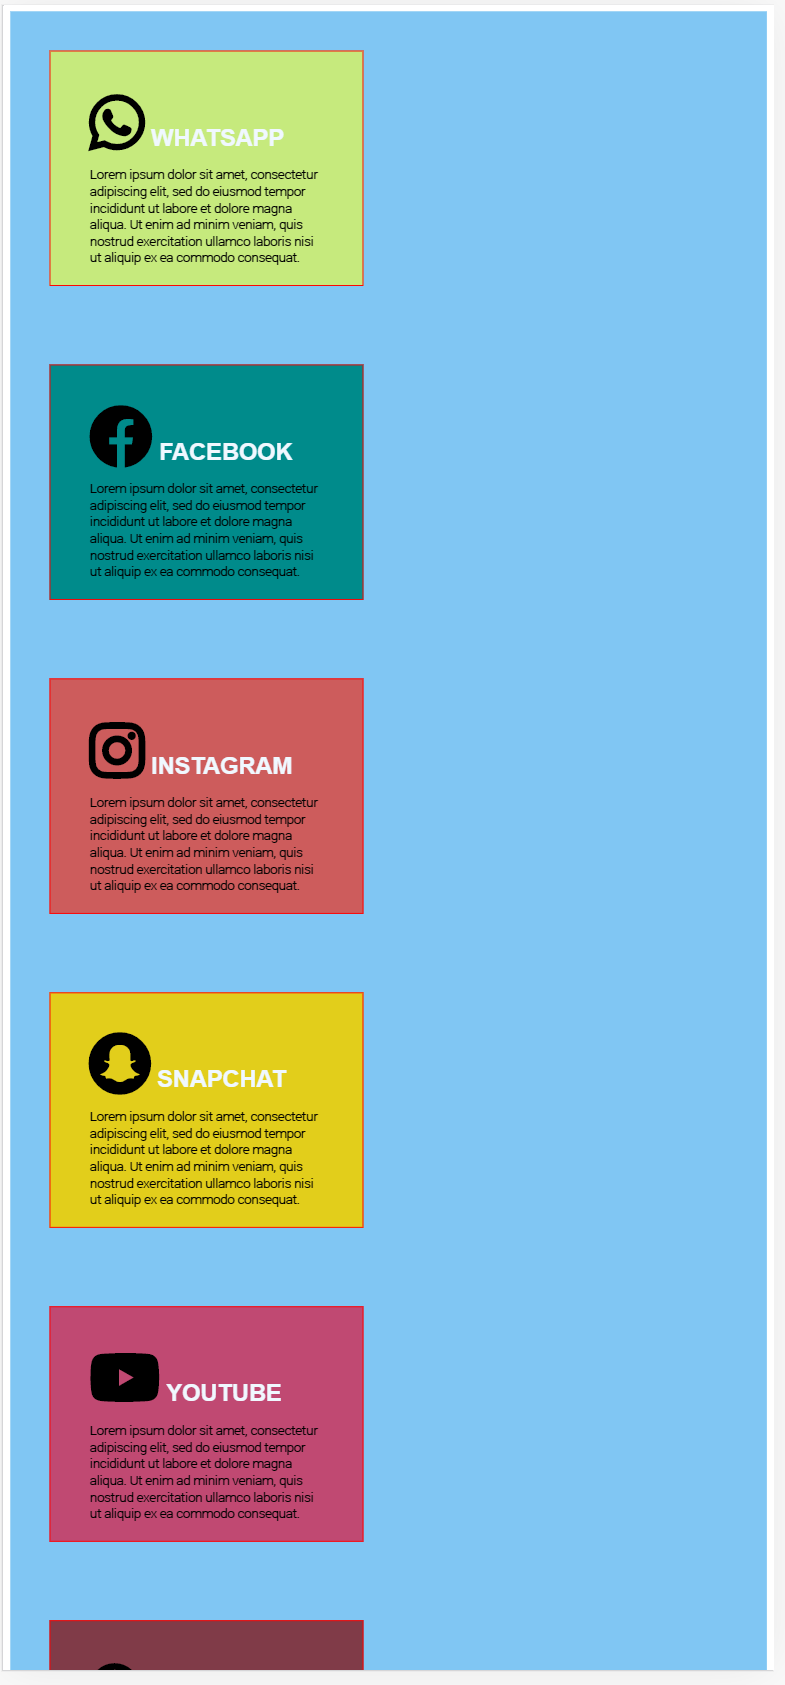 WHATSAPP
Lorem ipsum dolor sit amet, consectetur
adipiscing elit, sed do eiusmod tempor
incididunt ut labore et dolore magna
aliqua. Ut enim ad minim veniam, quis
nostrud exercitation ullamco laboris nisi
ut aliquip ex ea commodo consequat.
FACEBOOK
Lorem ipsum dolor sit amet, consectetur
adipiscing elit, sed do eiusmod tempor
incididunt ut labore et dolore magna
aliqua. Ut enim ad minim veniam, quis
nostrud exercitation ullamco laboris nisi
ut aliquip ex ea commodo consequat.
INSTAGRAM
Lorem ipsum dolor sit amet, consectetur
adipiscing elit, sed do eiusmod tempor
incididunt ut labore et dolore magna
aliqua. Ut enim ad minim veniam, quis
nostrud exercitation ullamco laboris nisi
ut aliquip ex ea commodo consequat.
SNAPCHAT
Lorem ipsum dolor sit amet, consectetur
adipiscing elit, sed do eiusmod tempor
incididunt ut labore et dolore magna
aliqua. Ut enim ad minim veniam, quis
nostrud exercitation ullamco laboris nisi
ut aliquip ex ea commodo consequat.
YOUTUBE
Lorem ipsum dolor sit amet, consectetur
adipiscing elit, sed do eiusmod tempor
incididunt ut labore et dolore magna
aliqua. Ut enim ad minim veniam, quis
nostrud exercitation ullamco laboris nisi
ut aliquip ex ea commodo consequat.